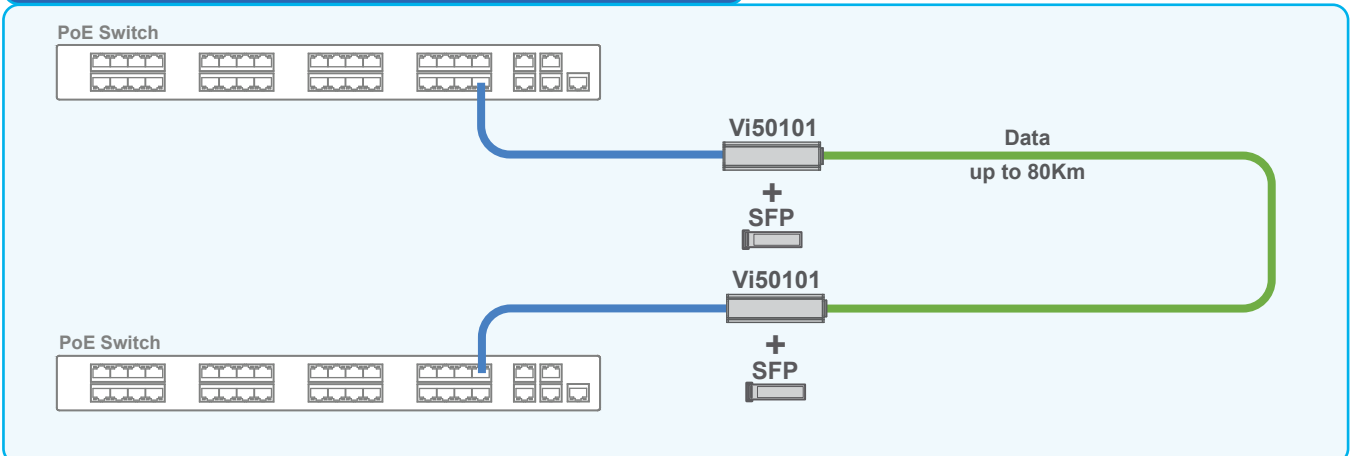 PoE Switch
Vi50101
Data
up to 80Km
+
SFP
Vi50101
PoE Switch
+
SFP